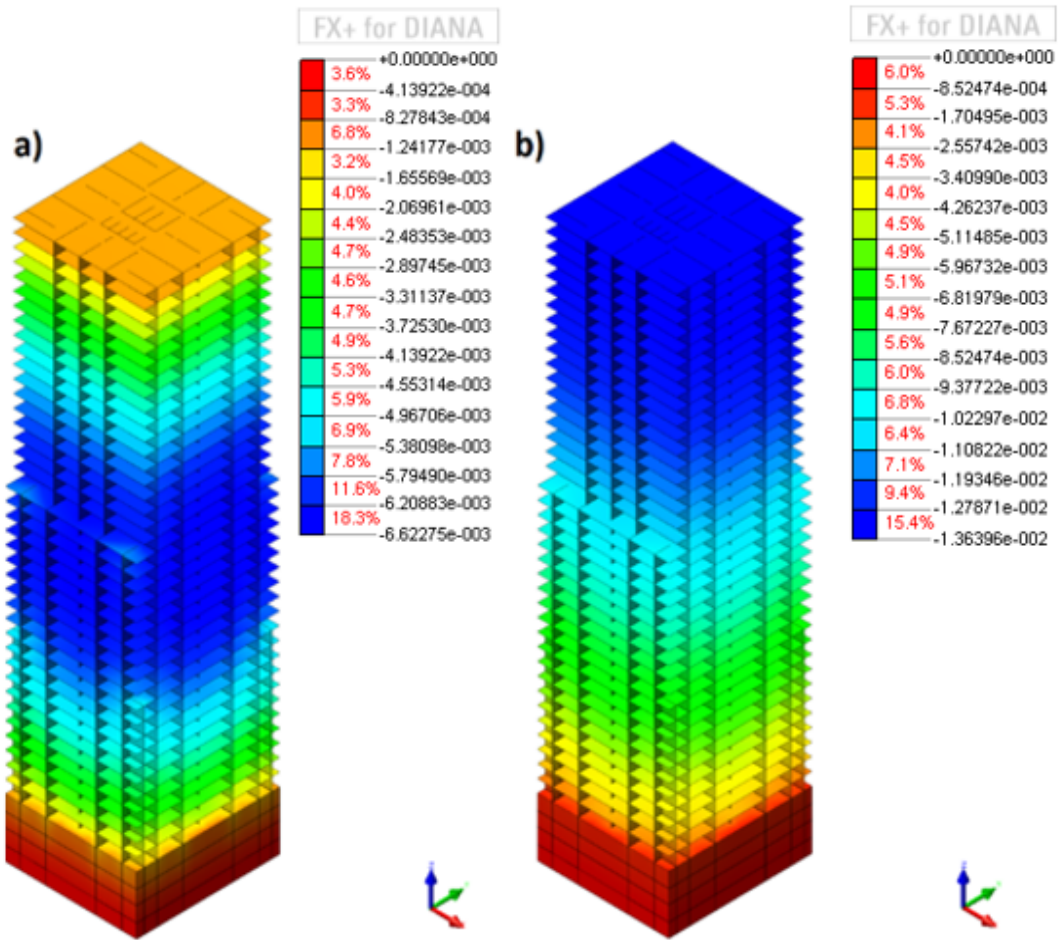 FX+ for DIANA
+0.00000e+000
3.6%
-4.13922e-004
3.3%
-8.27843e-004
6.8%
-1.24177e-003
3.2%
-1.65569e-003
4.0%
-2.06961e-003
4.4%
-2.48353e-003
4.7%
-2.89745e-003
4.6%
-3.31137e-003
4.7%
-3.72530e-003
4.9%
-4.13922e-003
5.3%
-4.55314e-003
5.9%
-4.96706e-003
6.9%
-5.38098e-003
7.8%
-5.79490e-003
11.6%
-6.20883e-003
18.3%
-6.62275e-003
a)
FX+ for DIANA
+0.00000e+000
6.0%
-8.52474e-004
5.3%
-1.70495e-003
4.1%
-2.55742e-003
4.5%
-3.40990e-003
4.0%
-4.26237e-003
4.5%
-5.11485e-003
4.9%
-5.96732e-003
5.1%
-6.81979e-003
4.9%
-7.67227e-003
5.6%
-8.52474e-003
6.0%
-9.37722e-003
6.8%
-1.02297e-002
6.4%
-1.10822e-002
7.1%
-1.19346e-002
9.4%
-1.27871e-002
15.4%
-1.36396e-002
b)